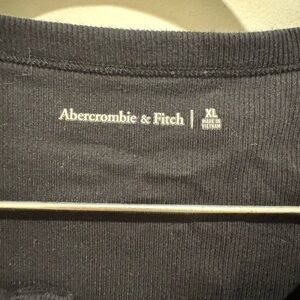 Abercrombie & Fitch | XL
MADE IN
VIETNAM